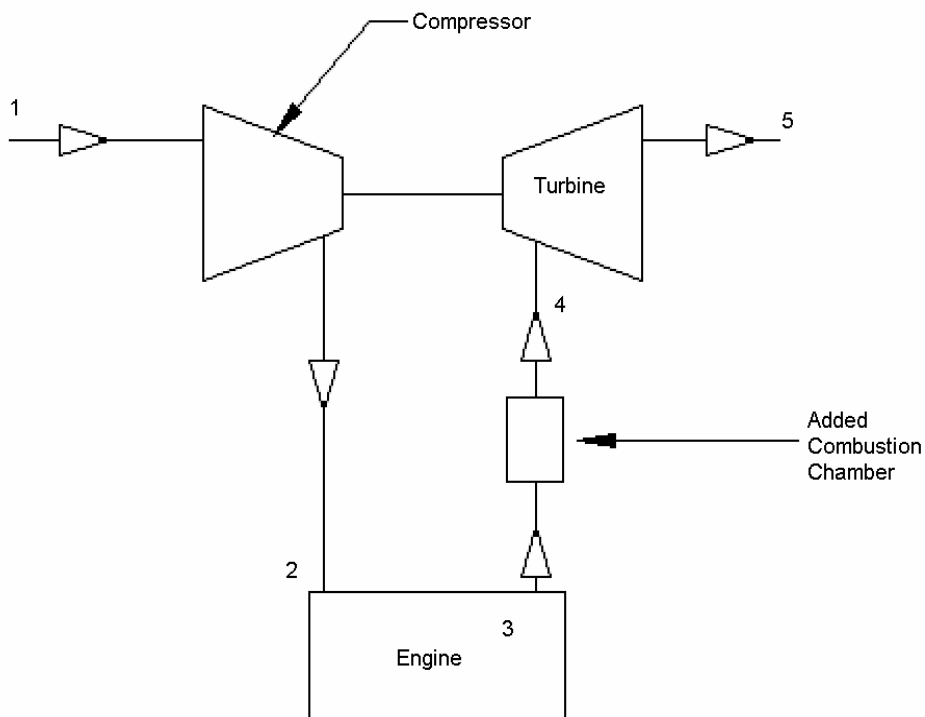 Compressor
1
5
Turbine
4
Added
Combustion
Chamber
2
3
Engine